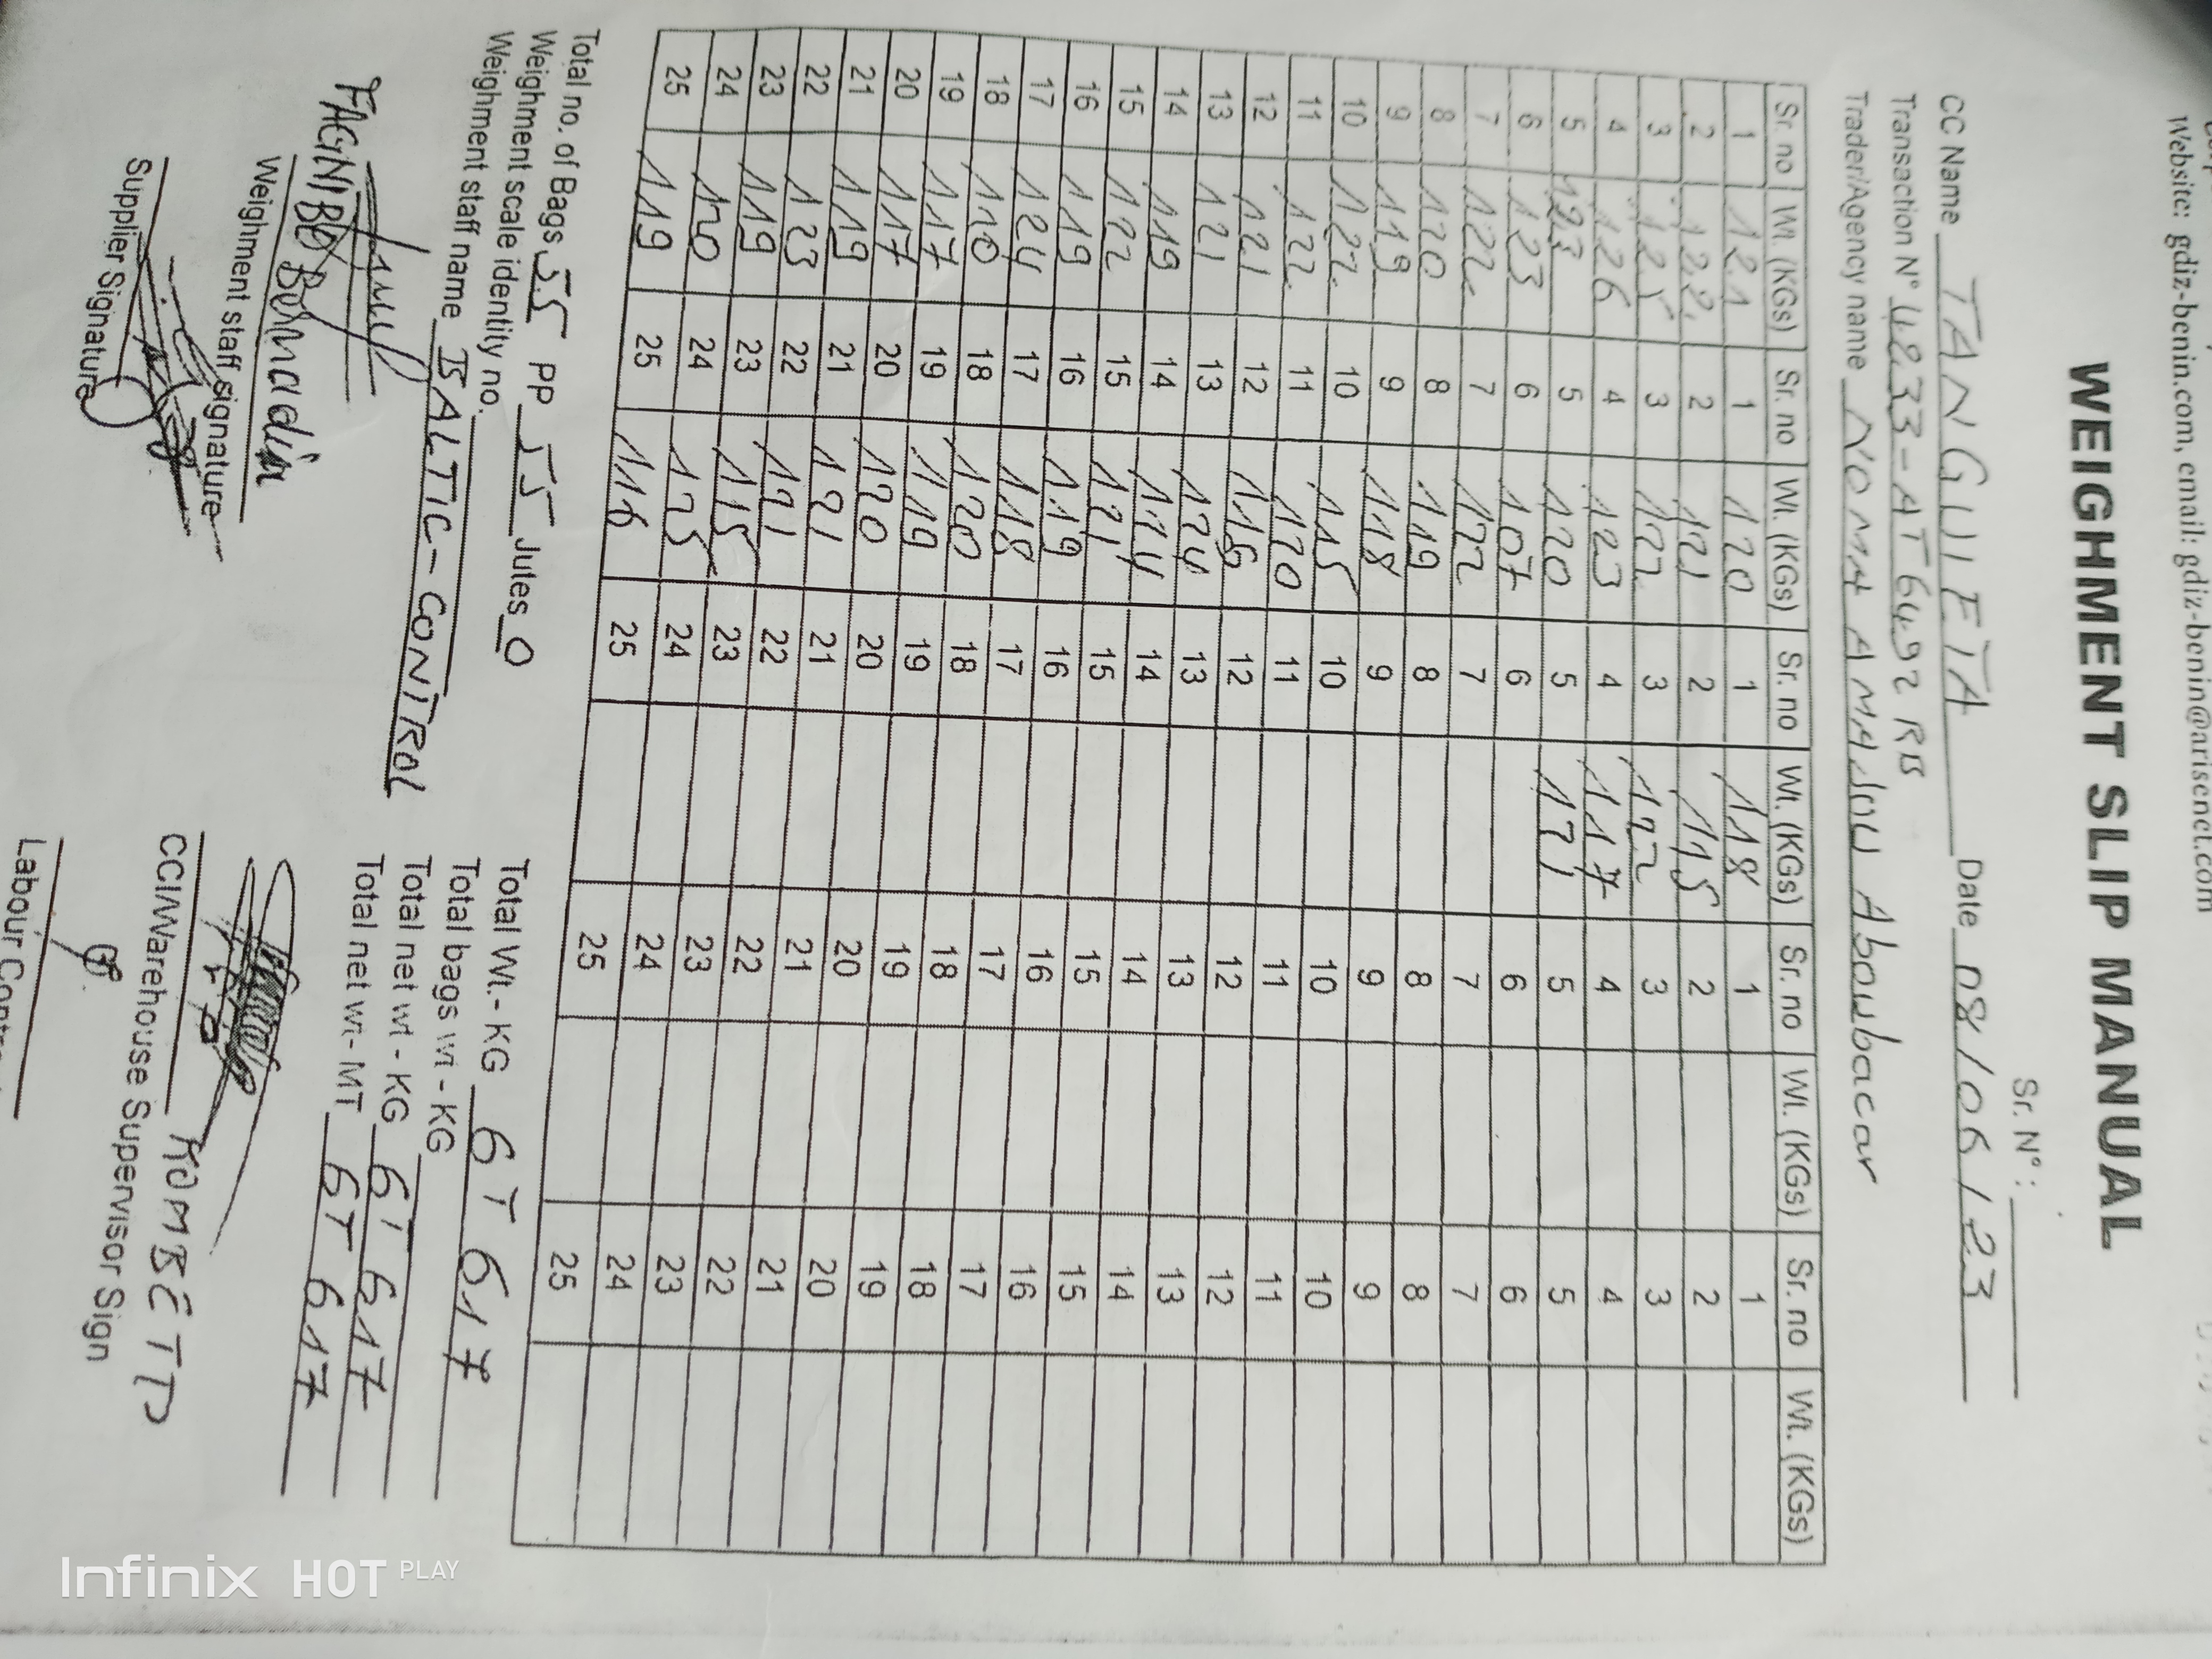 Website: gdiz-benin.com, email: gdiz-benin@arisenet.com
WEIGHMENT SLIP MANUAL
Sr. N° :
CC Name TANGUIETA Date 08/06/23
Transaction N° 4233-AT6492 RB
Trader/Agency name NOMA AMAdou Aboubacar
Sr. no Wt. (KGs) Sr. no Wt. (KGs) Sr. no Wt. (KGs) Sr. no Wt. (KGs) Sr. no Wt. (KGs)
1 121 1 120 1 118 1 1
2 122 2 121 2 115 2 2
3 125 3 122 3 122 3 3
4 126 4 123 4 117 4 4
5 123 5 120 5 121 5 5
6 123 6 107 6 6 6
7 122 7 122 7 7 7
8 120 8 119 8 8 8
9 119 9 118 9 9 9
10 122 10 115 10 10 10
11 122 11 120 11 11 11
12 121 12 116 12 12 12
13 121 13 124 13 13 13
14 119 14 124 14 14 14
15 122 15 121 15 15 15
16 119 16 119 16 16 16
17 124 17 118 17 17 17
18 110 18 120 18 18 18
19 117 19 119 19 19 19
20 117 20 120 20 20 20
21 119 21 121 21 21 21
22 123 22 121 22 22 22
23 119 23 115 23 23 23
24 120 24 125 24 24 24
25 119 25 116 25 25 25
Total no. of Bags 55 PP 55 Jutes 0
Weighment scale identity no.
Weighment staff name BALTIC-CONTROL
Total Wt.- KG 6T 617
Total bags wt - KG
Total net wt - KG 6T 617
Total net wt- MT 6T 617
Weighment staff signature
Supplier Signature
KOMBETTO
CC/Warehouse Supervisor Sign
Infinix HOT PLAY